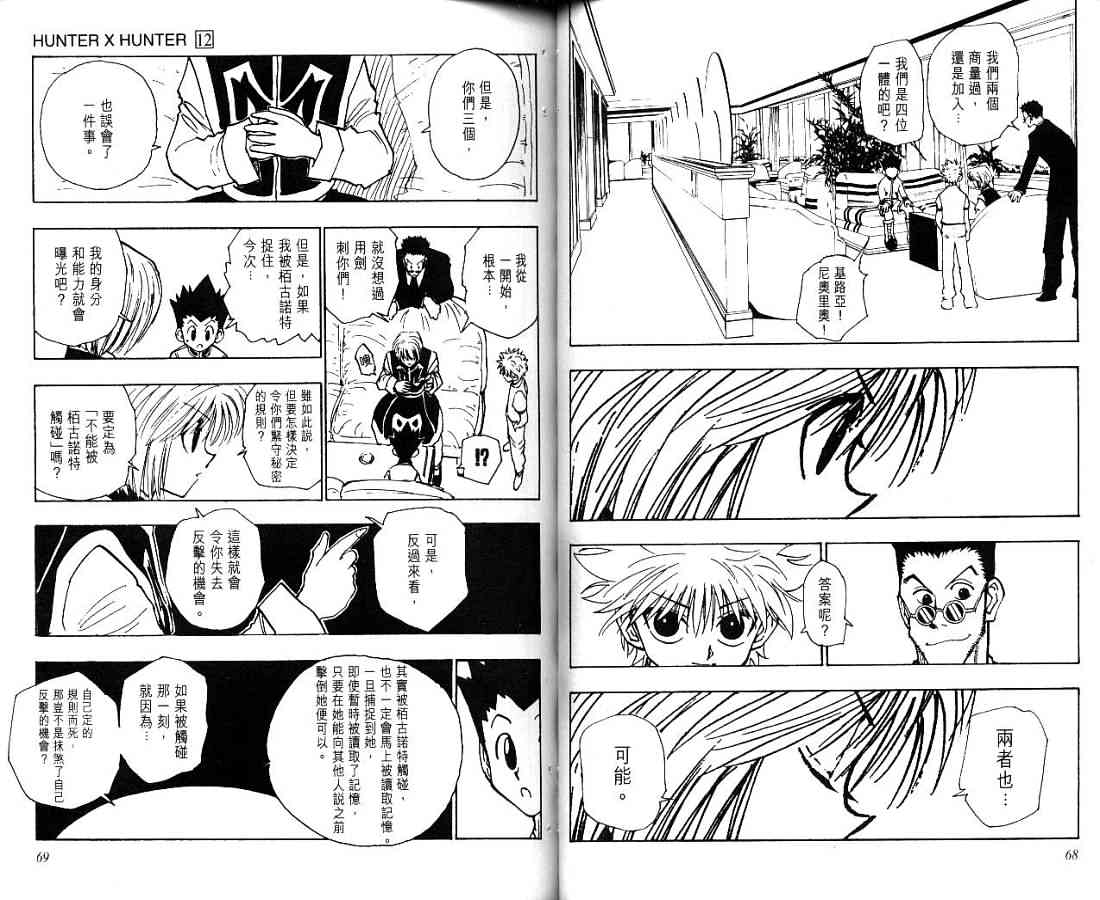 我們兩個
商量過，
還是加入…
我們是四位
一體的吧？
基路亞！
尼奧里奧！
答案呢？
兩者也…
可能。
68
HUNTER X HUNTER 12
但是，
你們三個，
也誤會了
一件事。
我從
一開始，
根本…
就沒想過
用劍
刺你們！
嗖
!?
但是，如果
我被栢古諾特
捉住，
今次…
我的身分
和能力就會
曝光吧？
雖如此說，
但要怎樣決定
令你們緊守秘密
的規則？
要定為
「不能被
栢古諾特
觸碰」嗎？
可是，
反過來看，
這樣就會
令你失去
反擊的機會。
其實被栢古諾特觸碰，
也不一定會馬上被讀取記憶。
一旦捕捉到她，
即使暫時被讀取了記憶，
只要在她能向其他人説之前
擊倒她便可以。
如果被觸碰
那一刻，
就因為…
自己定的
規則而死，
那豈不是抹煞了自己
反擊的機會？
69